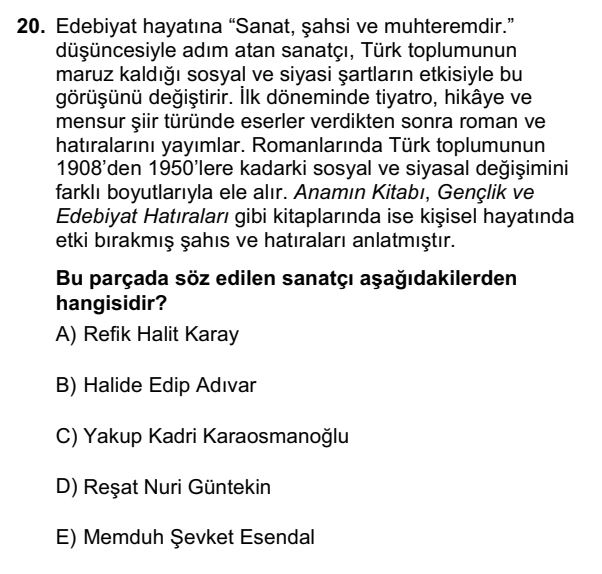 20. Edebiyat hayatına “Sanat, şahsi ve muhteremdir.”
düşüncesiyle adım atan sanatçı, Türk toplumunun
maruz kaldığı sosyal ve siyasi şartların etkisiyle bu
görüşünü değiştirir. İlk döneminde tiyatro, hikâye ve
mensur şiir türünde eserler verdikten sonra roman ve
hatıralarını yayımlar. Romanlarında Türk toplumunun
1908’den 1950’lere kadarki sosyal ve siyasal değişimini
farklı boyutlarıyla ele alır. Anamın Kitabı, Gençlik ve
Edebiyat Hatıraları gibi kitaplarında ise kişisel hayatında
etki bırakmış şahıs ve hatıraları anlatmıştır.
Bu parçada söz edilen sanatçı aşağıdakilerden
hangisidir?
A) Refik Halit Karay
B) Halide Edip Adıvar
C) Yakup Kadri Karaosmanoğlu
D) Reşat Nuri Güntekin
E) Memduh Şevket Esendal